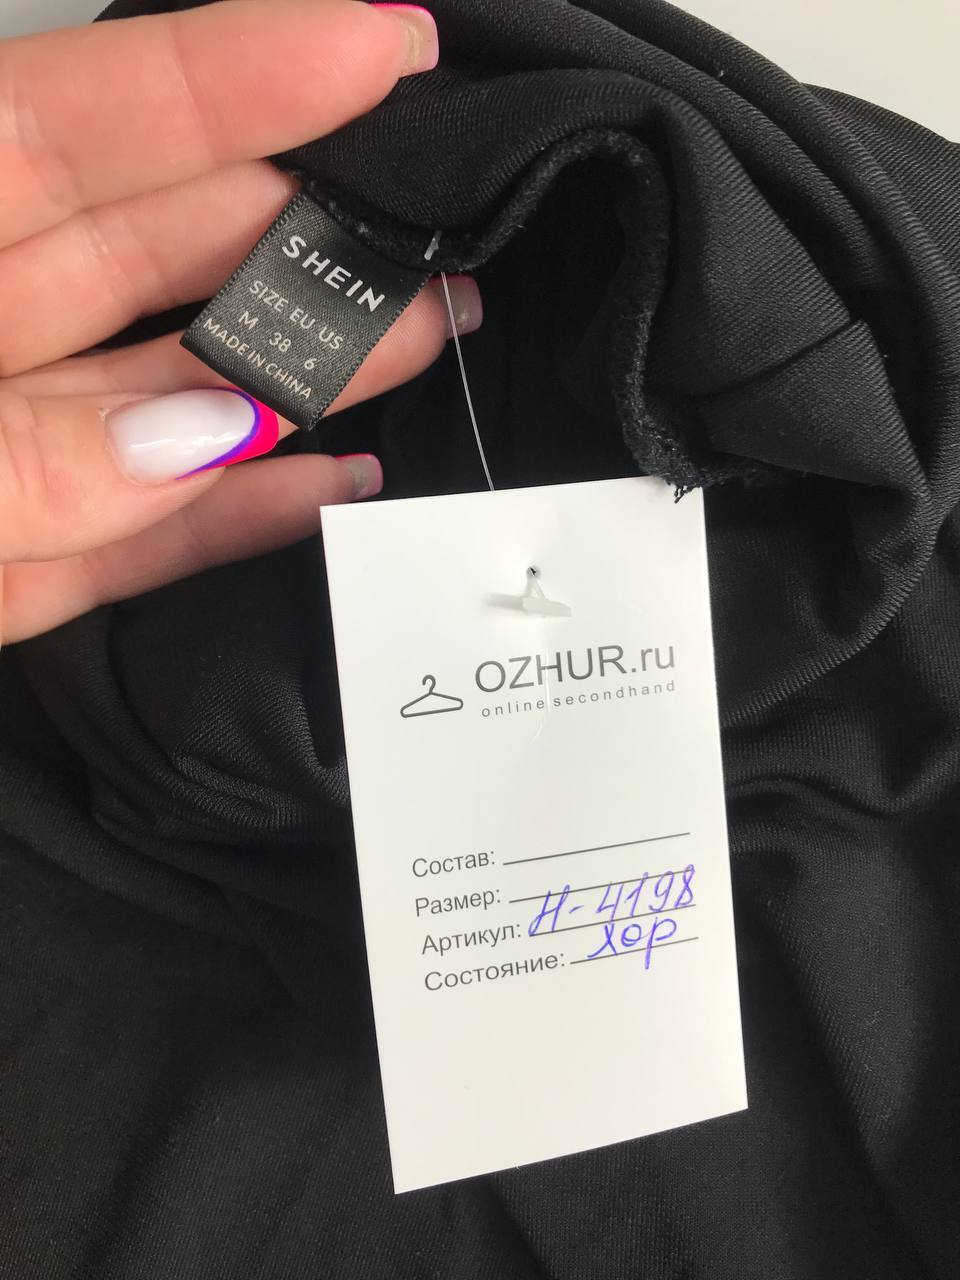 SHEIN
SIZE EU US
M 38 6
MADE IN CHINA
OZHUR.ru
online secondhand
Состав:
Размер:
Артикул: Н-4198
Состояние: хор